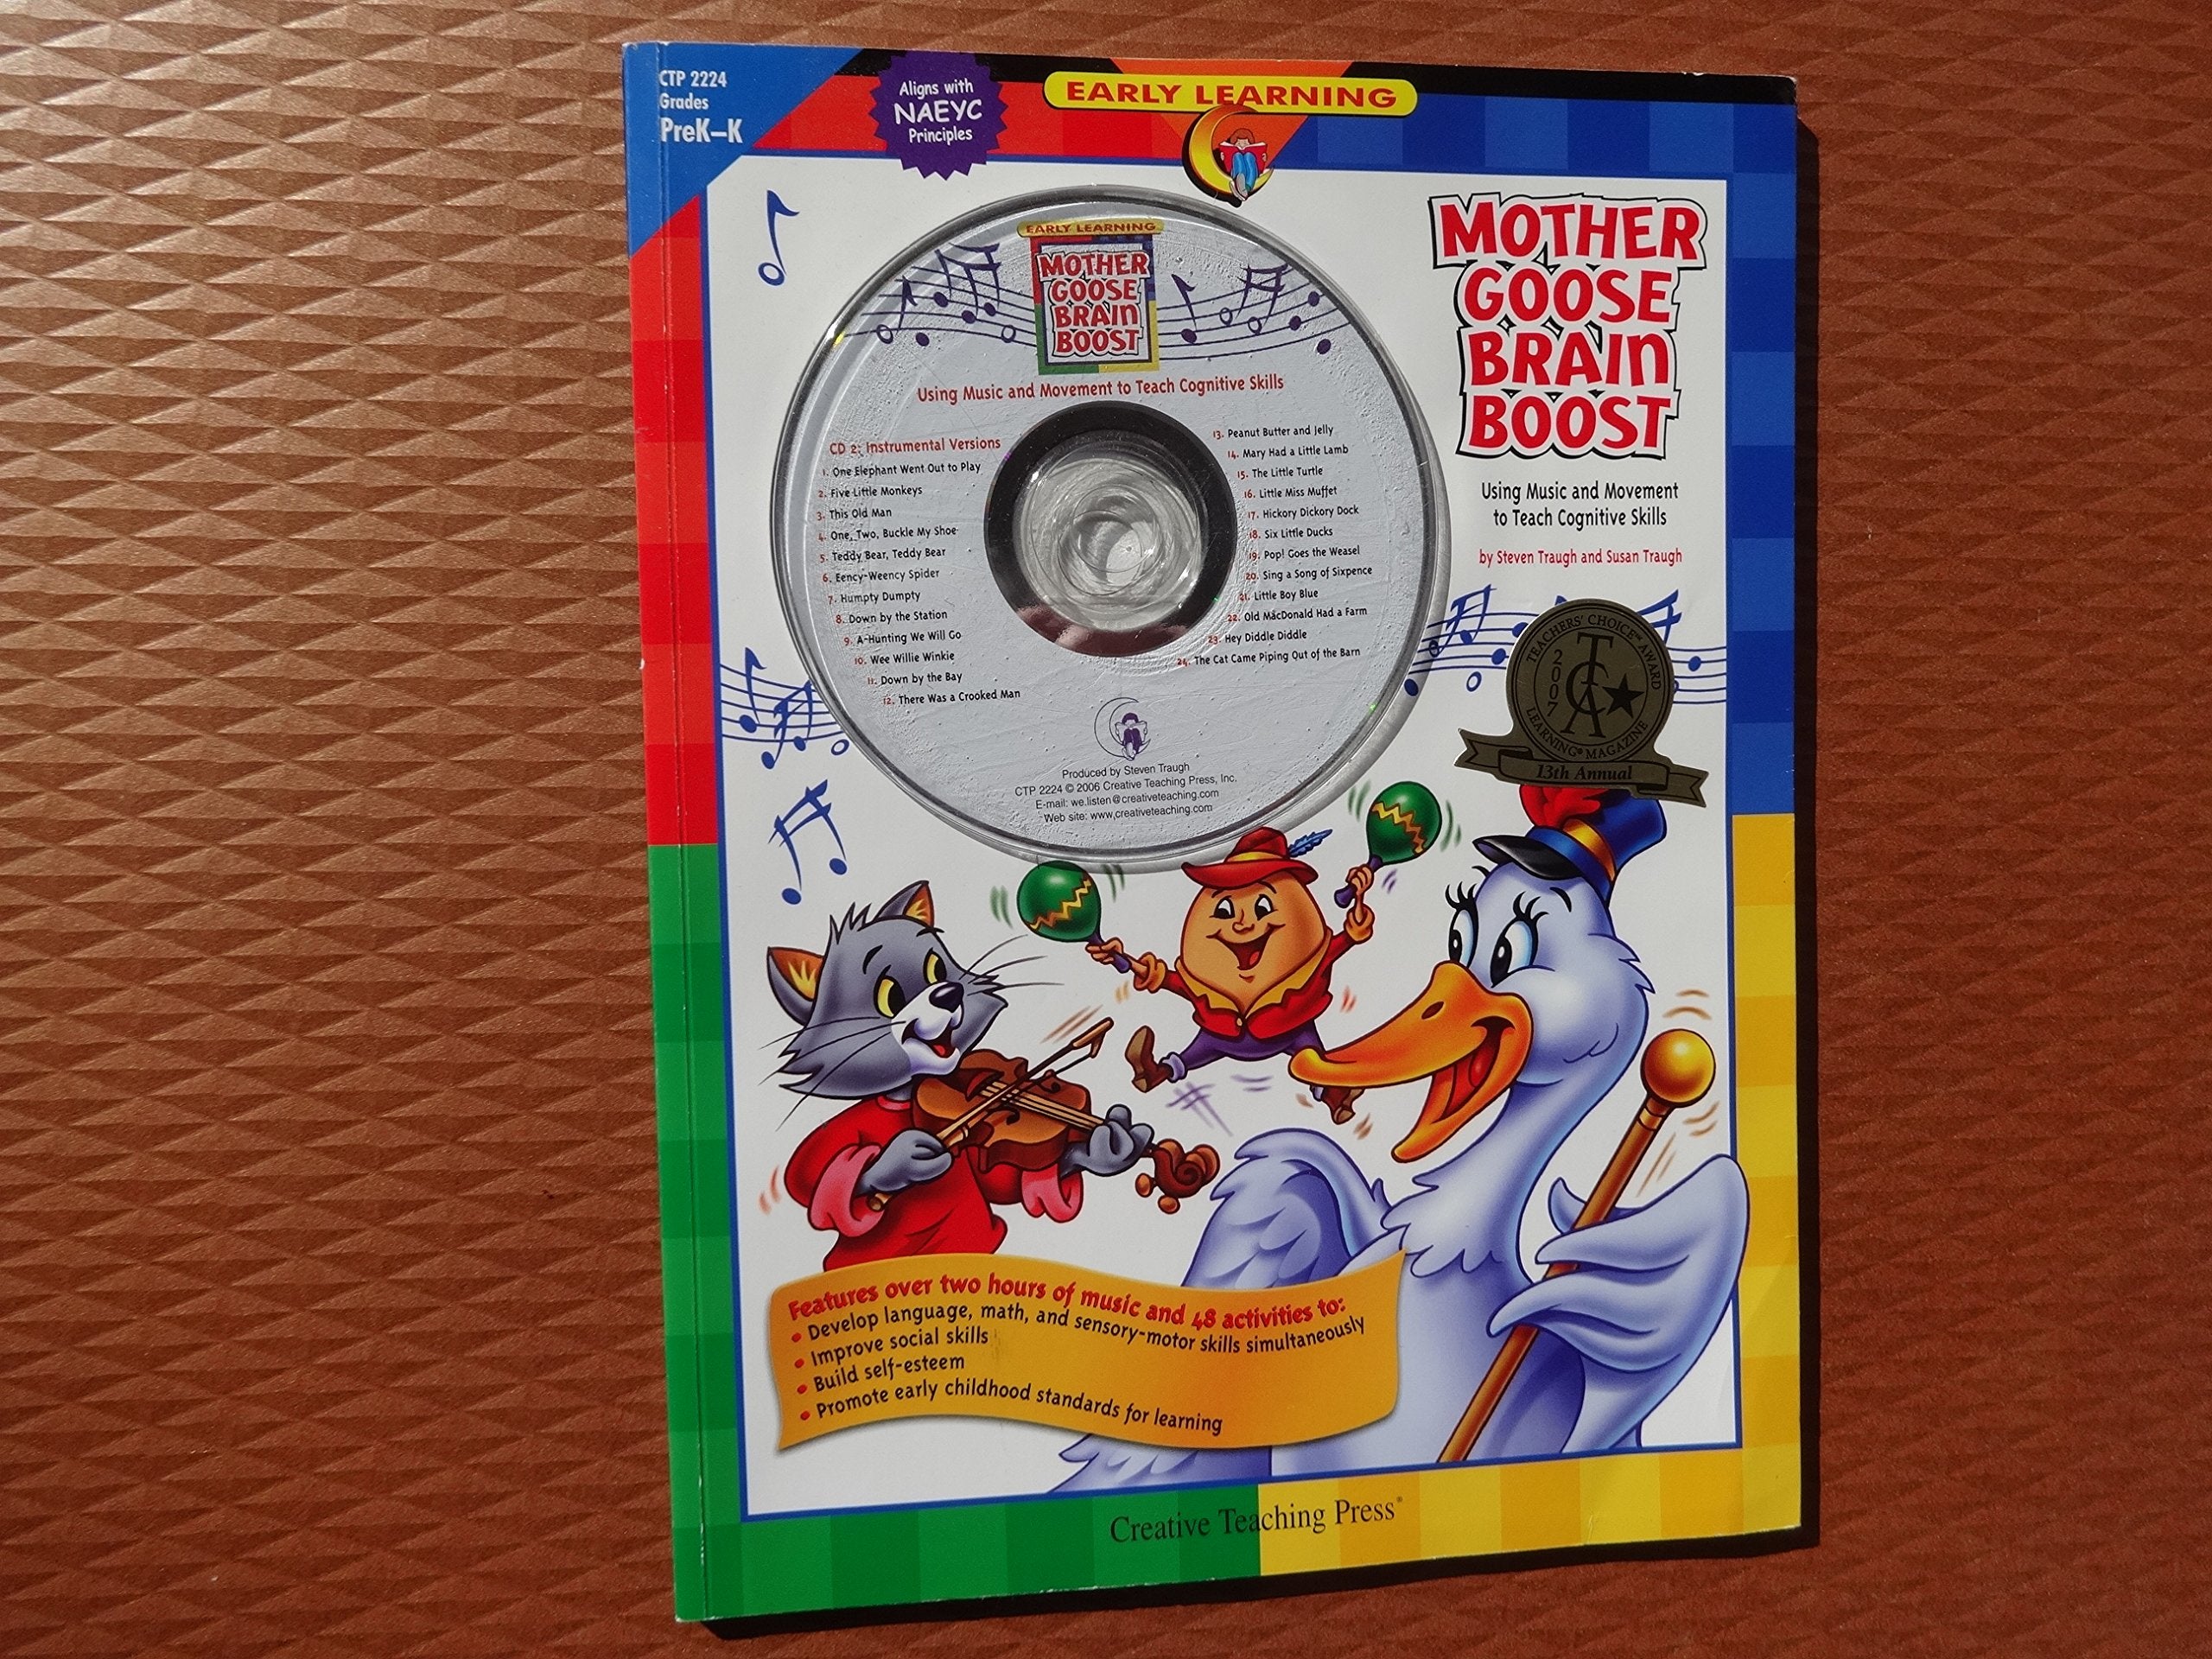 CTP 2224
Grades
PreK–K
Aligns with
NAEYC
Principles
EARLY LEARNING
MOTHER
GOOSE
BRAIN
BOOST
Using Music and Movement
to Teach Cognitive Skills
by Steven Traugh and Susan Traugh
EARLY LEARNING
MOTHER
GOOSE
BRAIN
BOOST
Using Music and Movement to Teach Cognitive Skills
CD 2: Instrumental Versions
1. One Elephant Went Out to Play
2. Five Little Monkeys
3. This Old Man
4. One, Two, Buckle My Shoe
5. Teddy Bear, Teddy Bear
6. Eency-Weency Spider
7. Humpty Dumpty
8. Down by the Station
9. A-Hunting We Will Go
10. Wee Willie Winkie
11. Down by the Bay
12. There Was a Crooked Man
13. Peanut Butter and Jelly
14. Mary Had a Little Lamb
15. The Little Turtle
16. Little Miss Muffet
17. Hickory Dickory Dock
18. Six Little Ducks
19. Pop! Goes the Weasel
20. Sing a Song of Sixpence
21. Little Boy Blue
22. Old MacDonald Had a Farm
23. Hey Diddle Diddle
24. The Cat Came Piping Out of the Barn
Produced by Steven Traugh
CTP 2224 © 2006 Creative Teaching Press, Inc.
E-mail: we.listen@creativeteaching.com
Web site: www.creativeteaching.com
TEACHERS' CHOICE℠ AWARD
2007
TCA
LEARNING® MAGAZINE
13th Annual
Features over two hours of music and 48 activities to:
• Develop language, math, and sensory-motor skills simultaneously
• Improve social skills
• Build self-esteem
• Promote early childhood standards for learning
Creative Teaching Press®